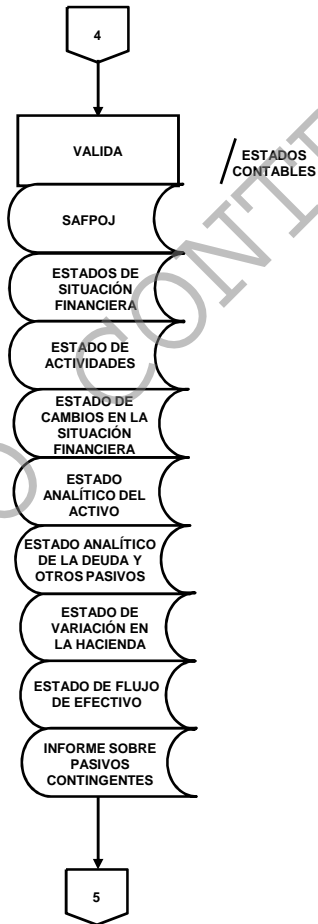 4
VALIDA
ESTADOS
CONTABLES
SAFPOJ
ESTADOS DE
SITUACIÓN
FINANCIERA
ESTADO DE
ACTIVIDADES
ESTADO DE
CAMBIOS EN LA
SITUACIÓN
FINANCIERA
ESTADO
ANALÍTICO DEL
ACTIVO
ESTADO ANALÍTICO
DE LA DEUDA Y
OTROS PASIVOS
ESTADO DE
VARIACIÓN EN
LA HACIENDA
ESTADO DE FLUJO
DE EFECTIVO
INFORME SOBRE
PASIVOS
CONTINGENTES
5